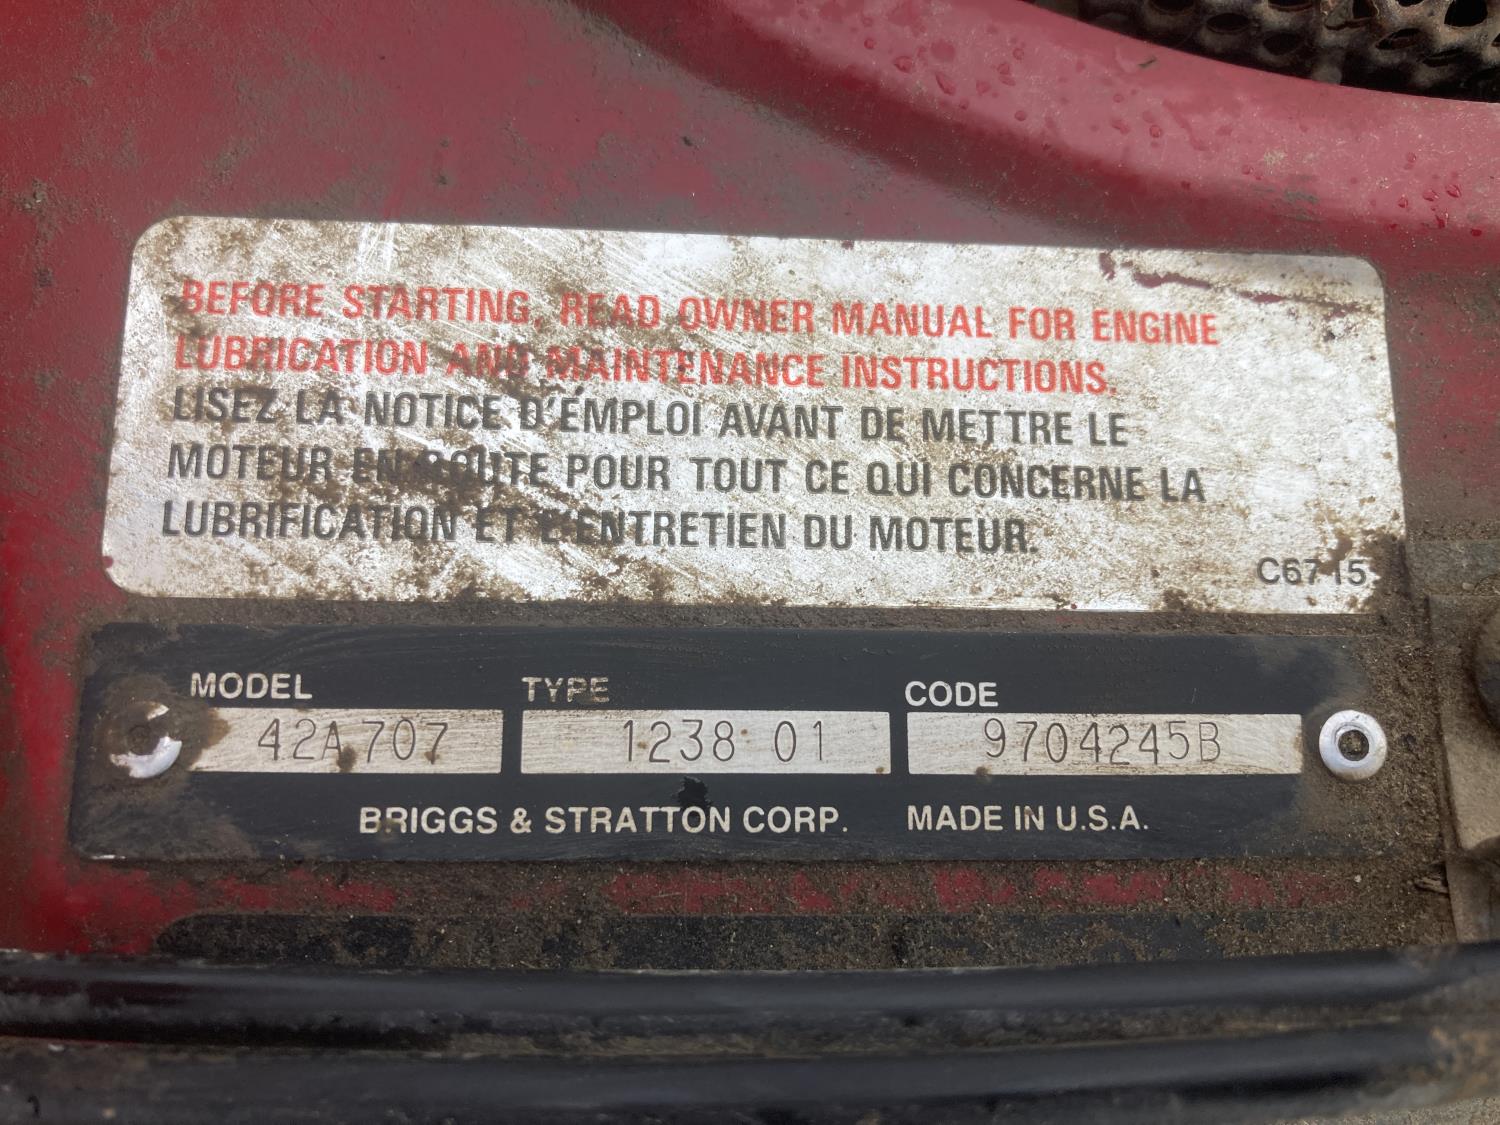 BEFORE STARTING, READ OWNER MANUAL FOR ENGINE
LUBRICATION AND MAINTENANCE INSTRUCTIONS.
LISEZ LA NOTICE D'EMPLOI AVANT DE METTRE LE
MOTEUR EN ROUTE POUR TOUT CE QUI CONCERNE LA
LUBRIFICATION ET L'ENTRETIEN DU MOTEUR.
C67 15
MODEL TYPE CODE
42A707 1238 01 9704245B
BRIGGS & STRATTON CORP. MADE IN U.S.A.